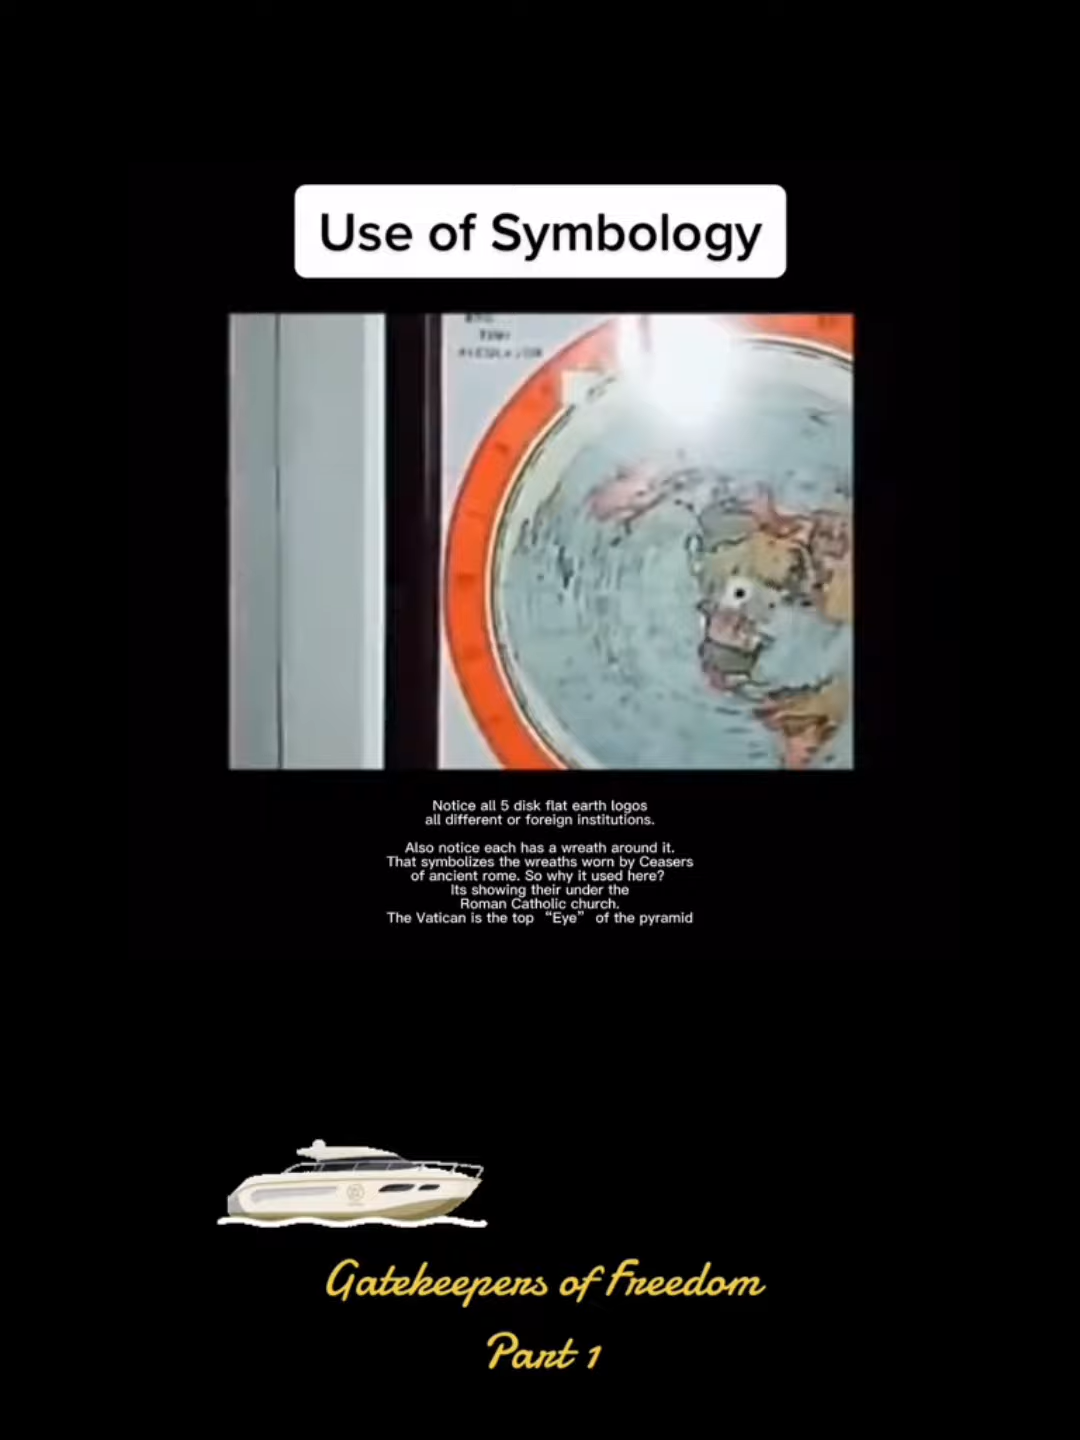 Use of Symbology
Notice all 5 disk flat earth logos
all different or foreign institutions.
Also notice each has a wreath around it.
That symbolizes the wreaths worn by Ceasers
of ancient rome. So why it used here?
Its showing their under the
Roman Catholic church.
The Vatican is the top “Eye” of the pyramid
Gatekeepers of Freedom
Part 1